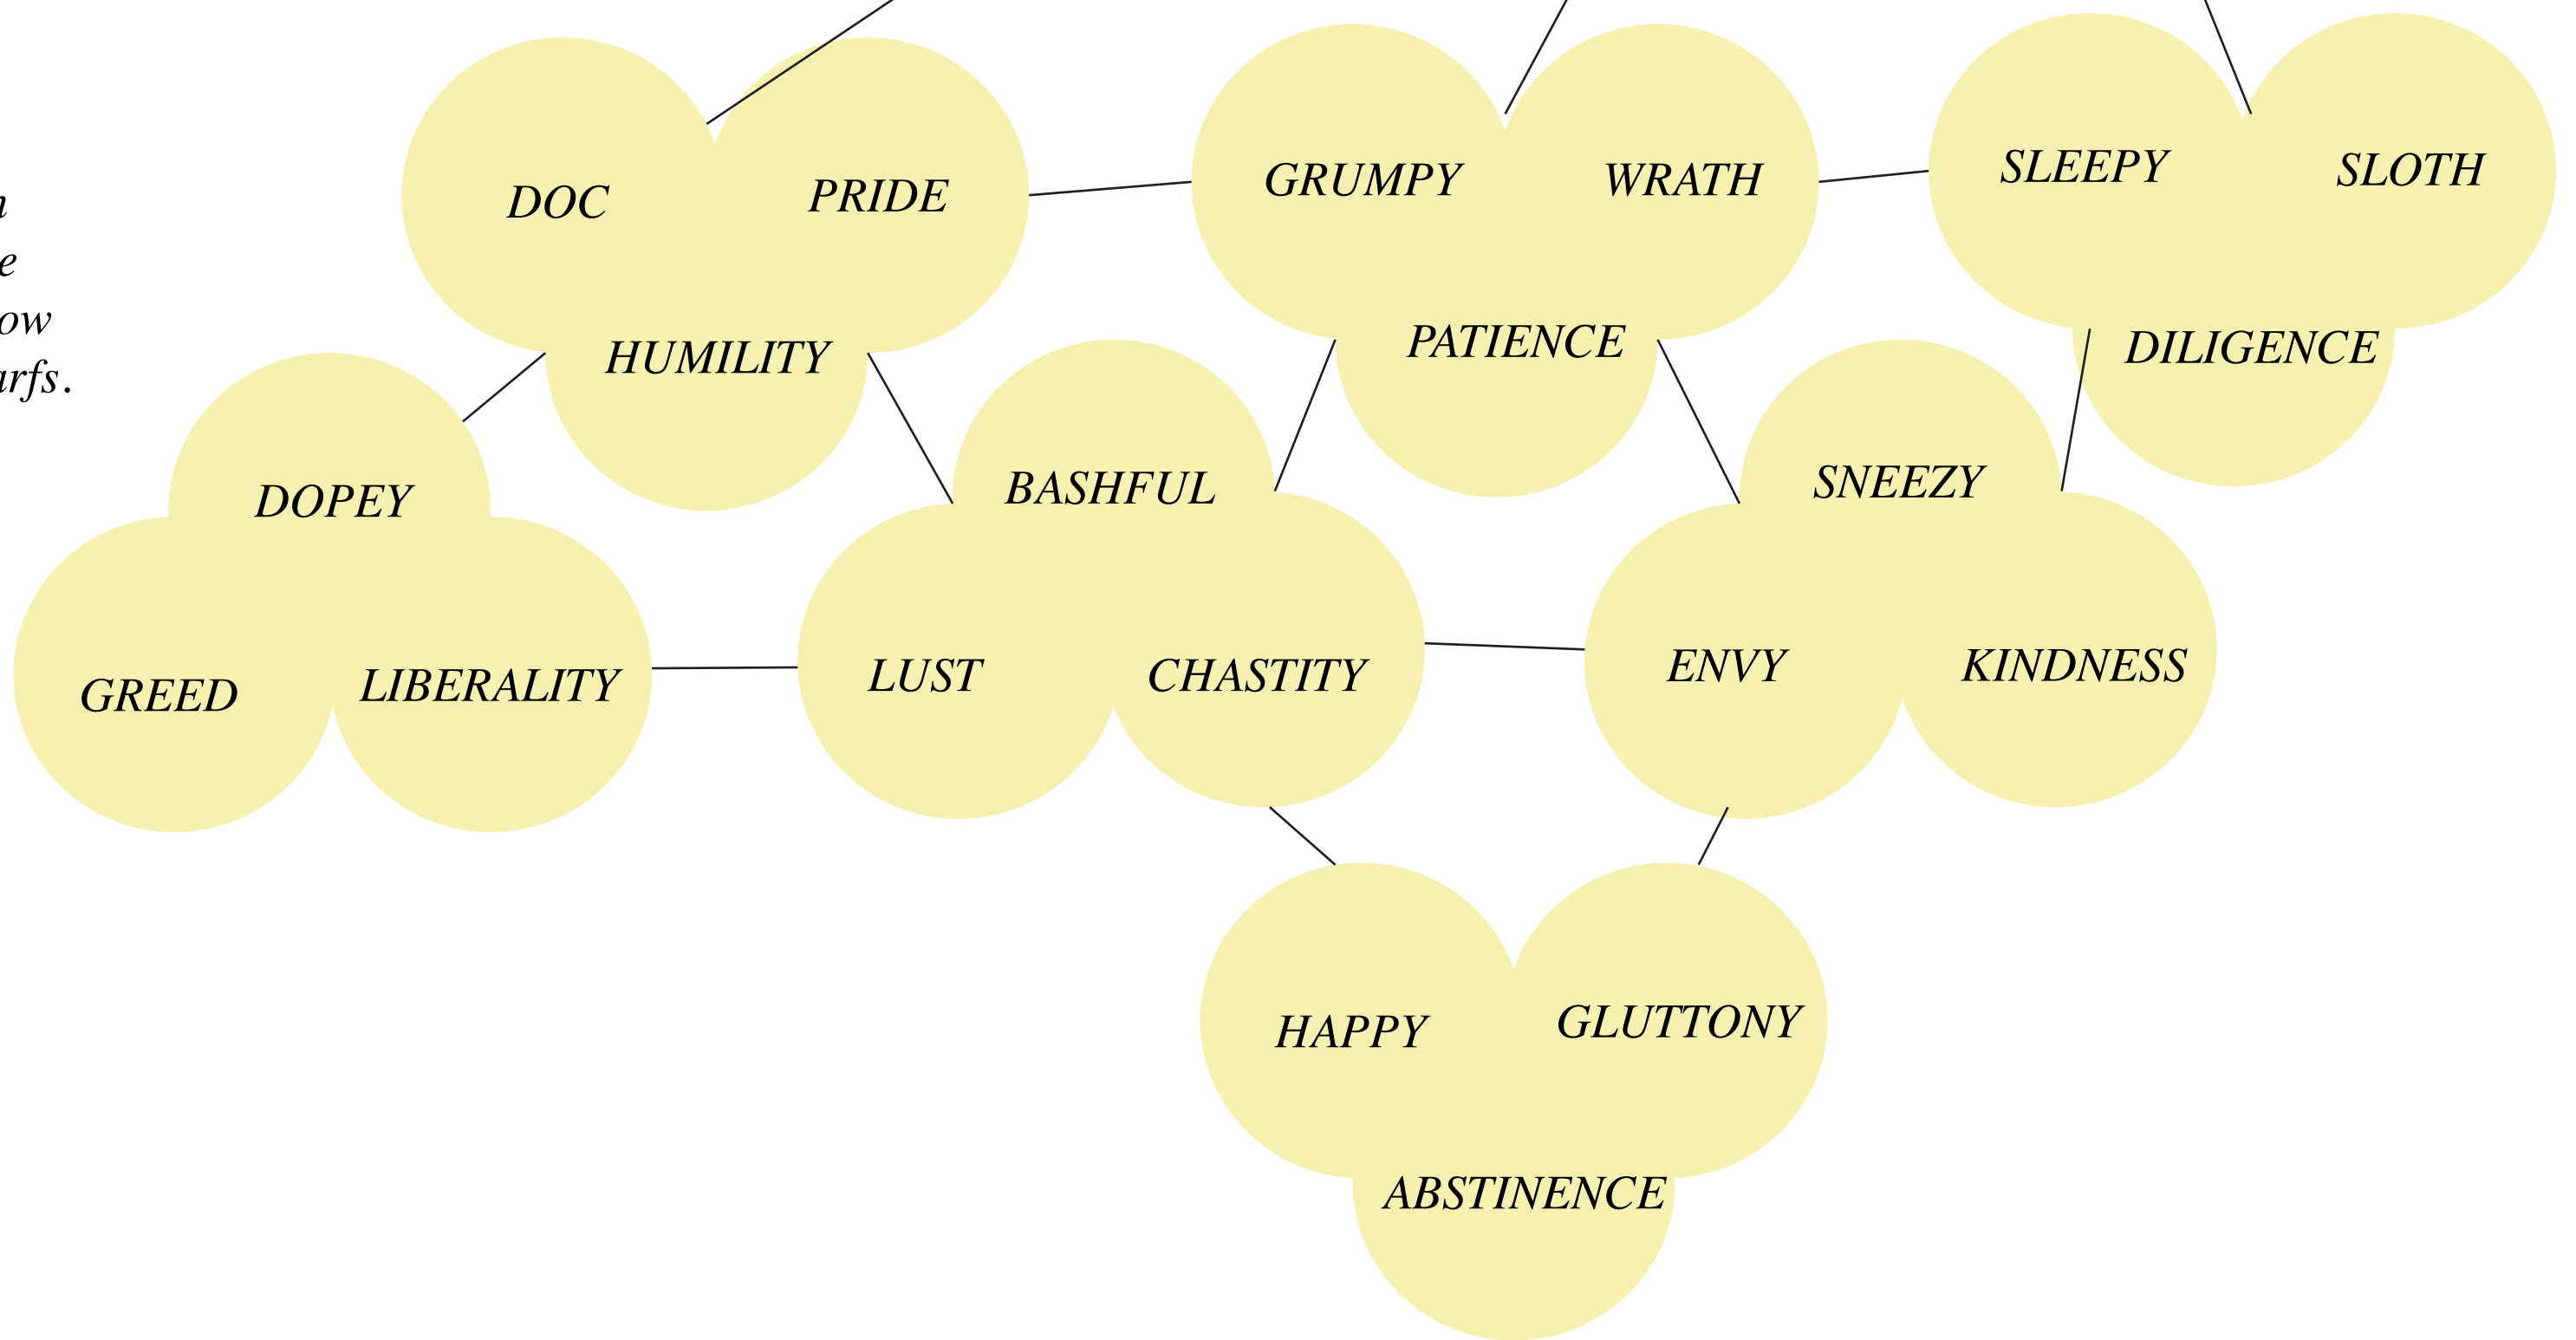 DOC
PRIDE
HUMILITY
GRUMPY
WRATH
PATIENCE
SLEEPY
SLOTH
DILIGENCE
DOPEY
GREED
LIBERALITY
BASHFUL
LUST
CHASTITY
SNEEZY
ENVY
KINDNESS
HAPPY
GLUTTONY
ABSTINENCE